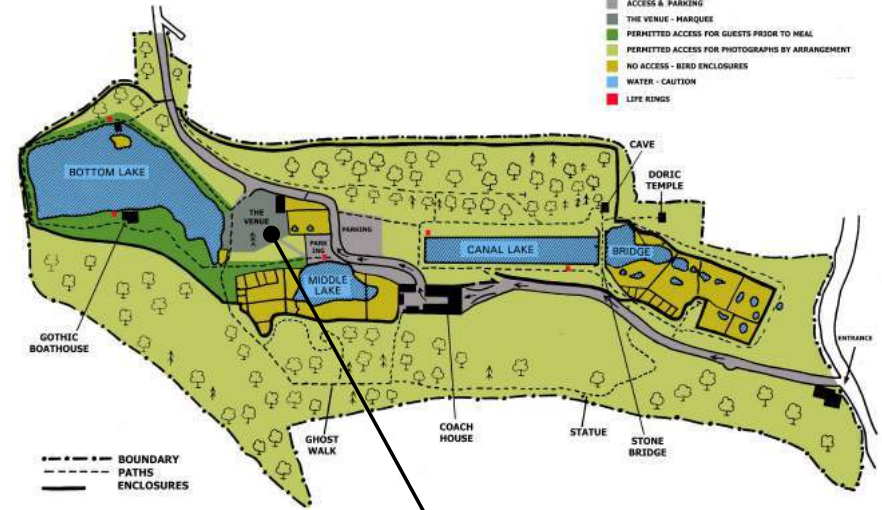 ACCESS & PARKING
THE VENUE - MARQUEE
PERMITTED ACCESS FOR GUESTS PRIOR TO MEAL
PERMITTED ACCESS FOR PHOTOGRAPHS BY ARRANGEMENT
NO ACCESS - BIRD ENCLOSURES
WATER - CAUTION
LIFE RINGS
CAVE
DORIC
TEMPLE
BOTTOM LAKE
THE
VENUE
PARKING
PARK
ING
CANAL LAKE
BRIDGE
MIDDLE
LAKE
GOTHIC
BOATHOUSE
ENTRANCE
GHOST
WALK
COACH
HOUSE
STATUE
STONE
BRIDGE
BOUNDARY
PATHS
ENCLOSURES